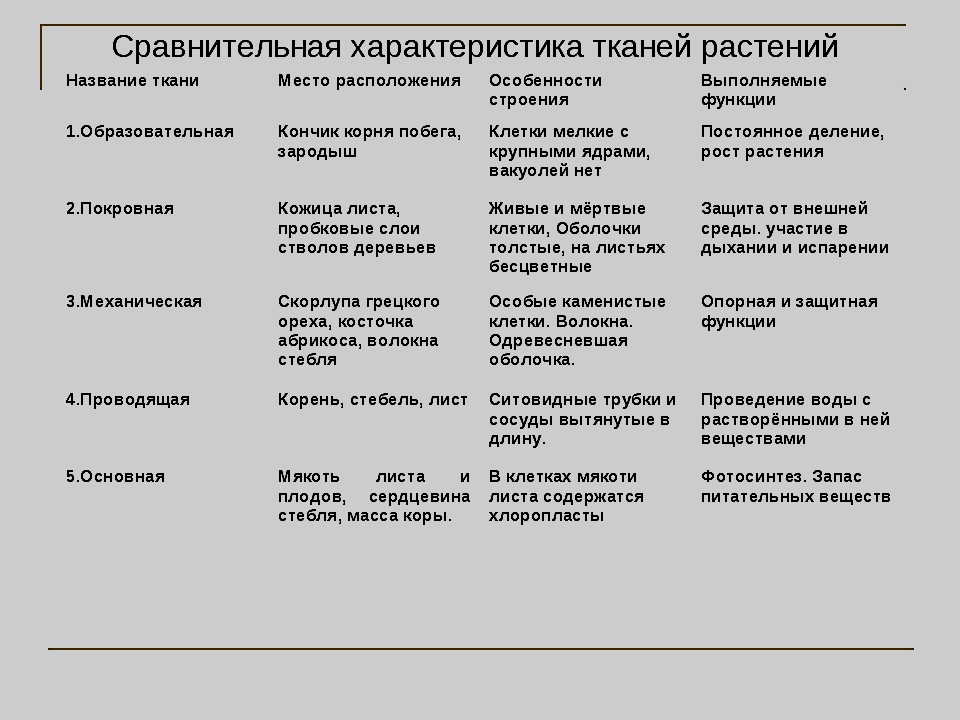 Сравнительная характеристика тканей растений
Название ткани
Место расположения
Особенности
строения
Выполняемые
функции
1.Образовательная
Кончик корня побега,
зародыш
Клетки мелкие с
крупными ядрами,
вакуолей нет
Постоянное деление,
рост растения
2.Покровная
Кожица листа,
пробковые слои
стволов деревьев
Живые и мёртвые
клетки, Оболочки
толстые, на листьях
бесцветные
Защита от внешней
среды. участие в
дыхании и испарении
3.Механическая
Скорлупа грецкого
ореха, косточка
абрикоса, волокна
стебля
Особые каменистые
клетки. Волокна.
Одревесневшая
оболочка.
Опорная и защитная
функции
4.Проводящая
Корень, стебель, лист
Ситовидные трубки и
сосуды вытянутые в
длину.
Проведение воды с
растворёнными в ней
веществами
5.Основная
Мякоть листа и
плодов, сердцевина
стебля, масса коры.
В клетках мякоти
листа содержатся
хлоропласты
Фотосинтез. Запас
питательных веществ